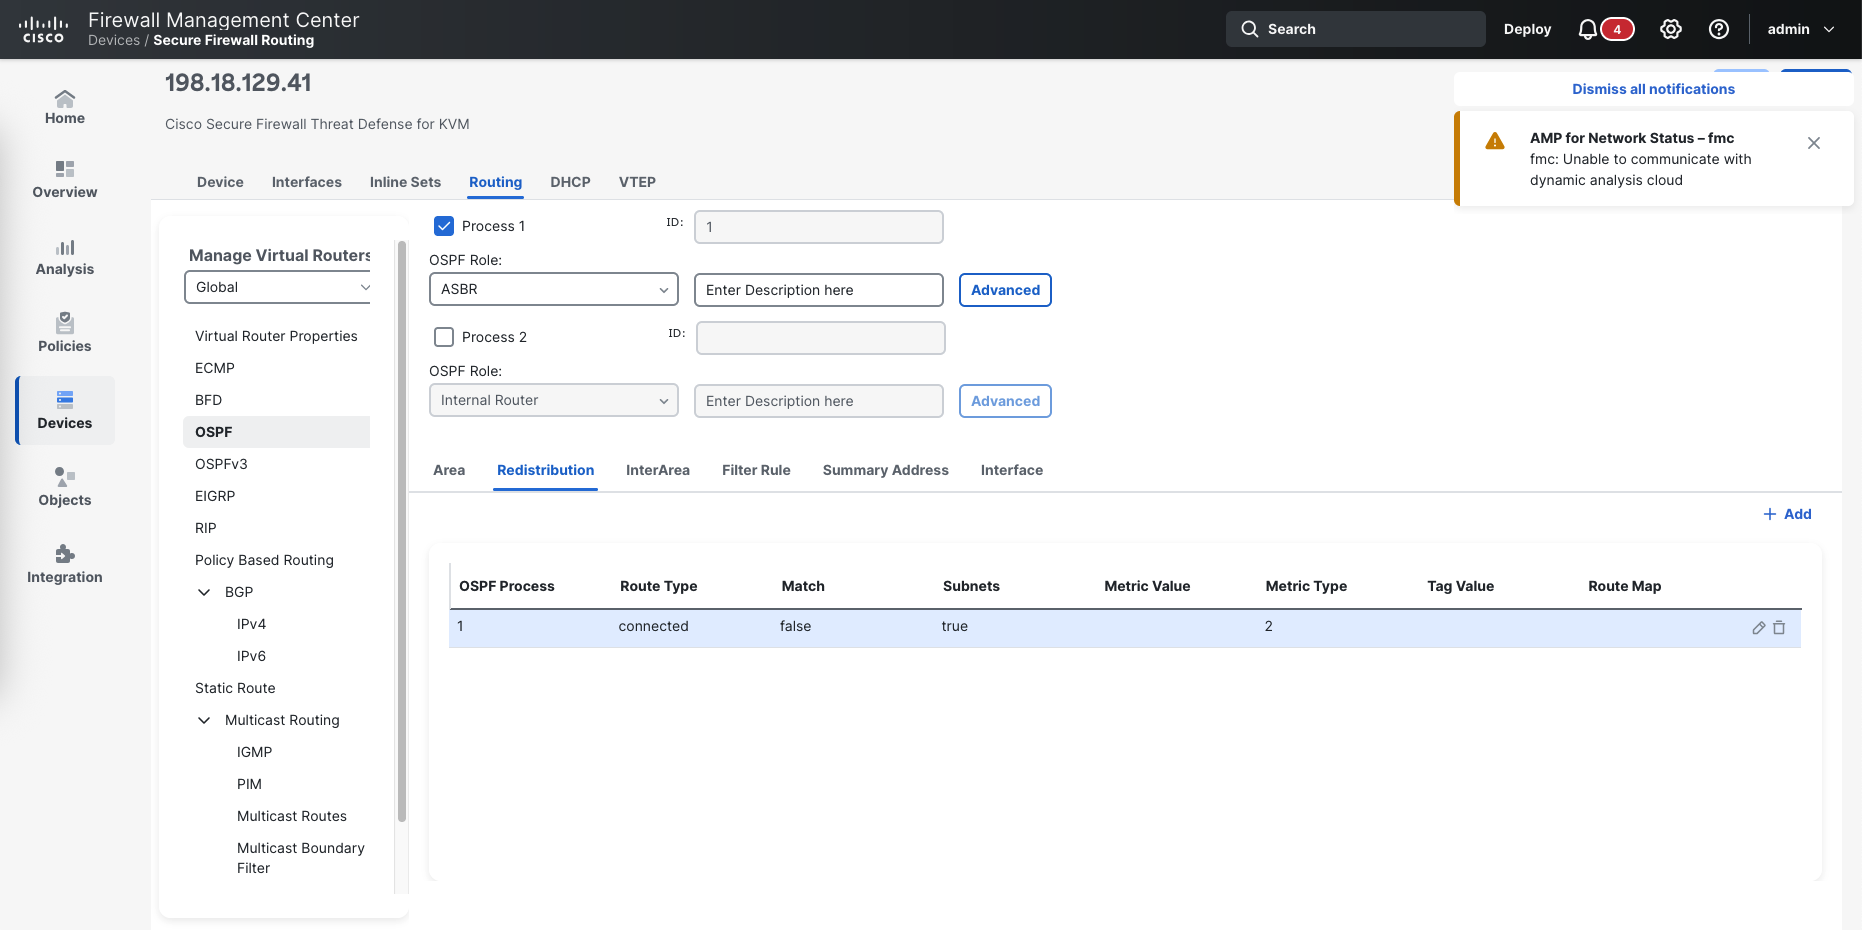 Firewall Management Center
CISCO
Devices / Secure Firewall Routing
Search
Deploy
4
admin
198.18.129.41
Cisco Secure Firewall Threat Defense for KVM
Dismiss all notifications
AMP for Network Status – fmc
fmc: Unable to communicate with
dynamic analysis cloud
Home
Overview
Analysis
Policies
Devices
Objects
Integration
Device
Interfaces
Inline Sets
Routing
DHCP
VTEP
Manage Virtual Routers
Global
Virtual Router Properties
ECMP
BFD
OSPF
OSPFv3
EIGRP
RIP
Policy Based Routing
BGP
IPv4
IPv6
Static Route
Multicast Routing
IGMP
PIM
Multicast Routes
Multicast Boundary
Filter
Process 1
ID:
1
OSPF Role:
ASBR
Enter Description here
Advanced
Process 2
ID:
OSPF Role:
Internal Router
Enter Description here
Advanced
Area
Redistribution
InterArea
Filter Rule
Summary Address
Interface
+ Add
OSPF Process
Route Type
Match
Subnets
Metric Value
Metric Type
Tag Value
Route Map
1
connected
false
true
2